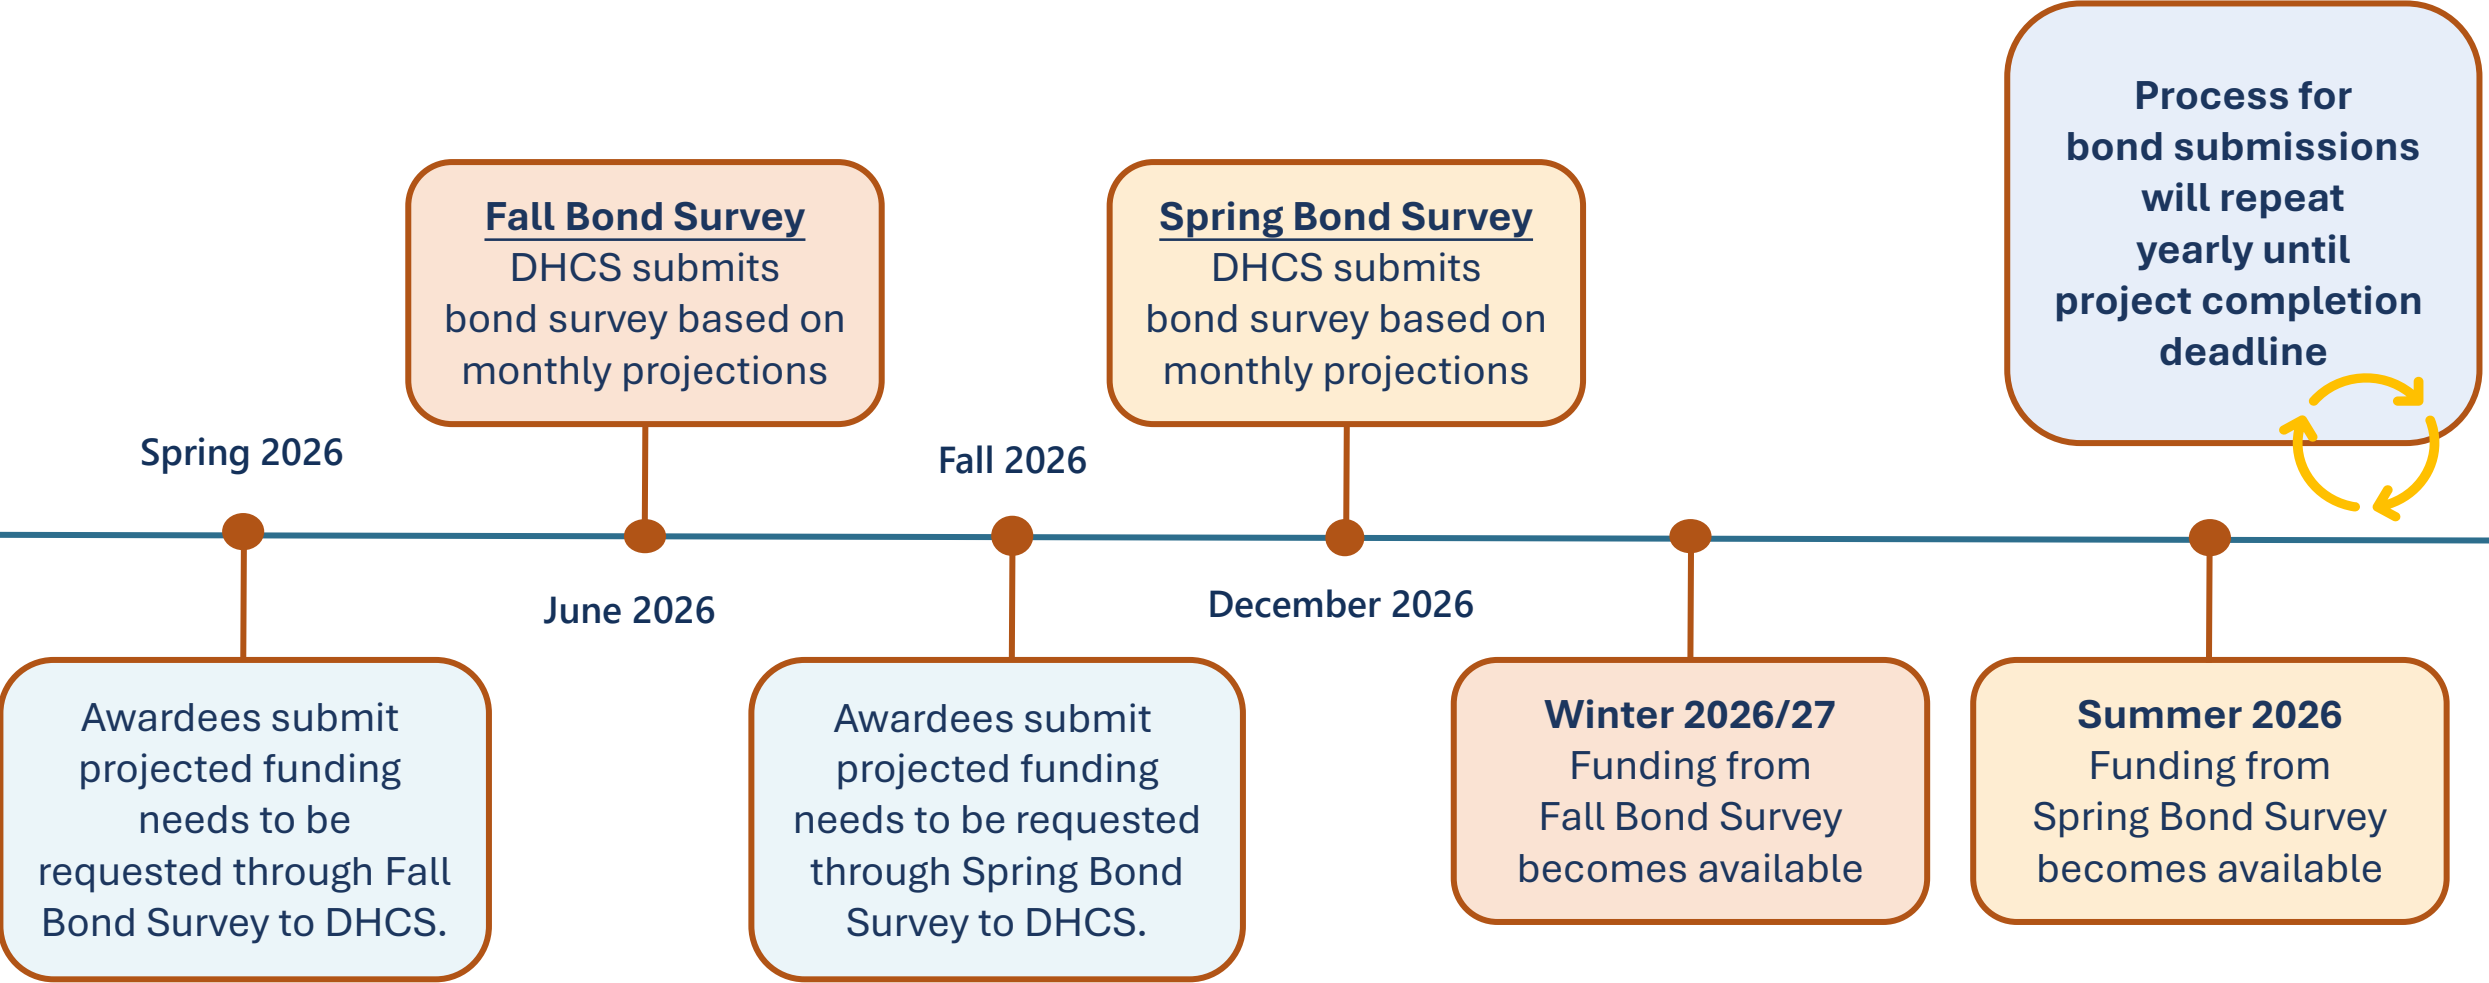 Spring 2026
Awardees submit
projected funding
needs to be
requested through Fall
Bond Survey to DHCS.
Fall Bond Survey
DHCS submits
bond survey based on
monthly projections
June 2026
Fall 2026
Awardees submit
projected funding
needs to be requested
through Spring Bond
Survey to DHCS.
Spring Bond Survey
DHCS submits
bond survey based on
monthly projections
December 2026
Winter 2026/27
Funding from
Fall Bond Survey
becomes available
Process for
bond submissions
will repeat
yearly until
project completion
deadline
Summer 2026
Funding from
Spring Bond Survey
becomes available